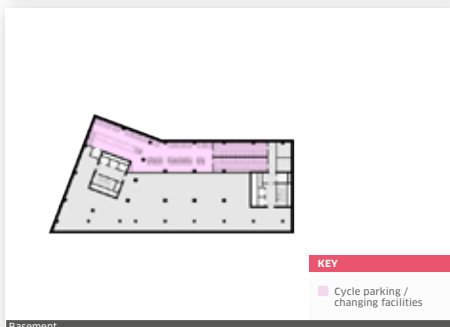 KEY
Cycle parking /
changing facilities
Basement